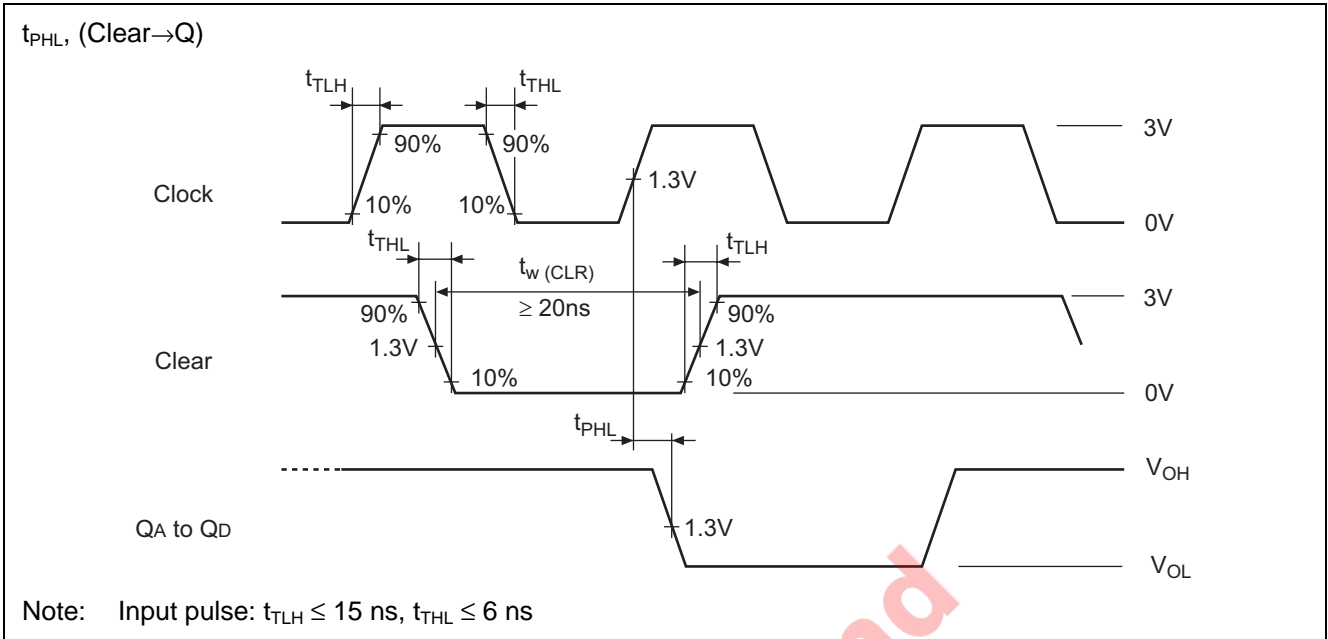 tPHL, (Clear→Q)
tTLH
tTHL
90%
90%
3V
1.3V
Clock
10%
10%
0V
tTHL
tTLH
tw (CLR)
≥ 20ns
3V
90%
90%
1.3V
1.3V
Clear
10%
10%
0V
tPHL
VOH
QA to QD
1.3V
VOL
Note: Input pulse: tTLH ≤ 15 ns, tTHL ≤ 6 ns